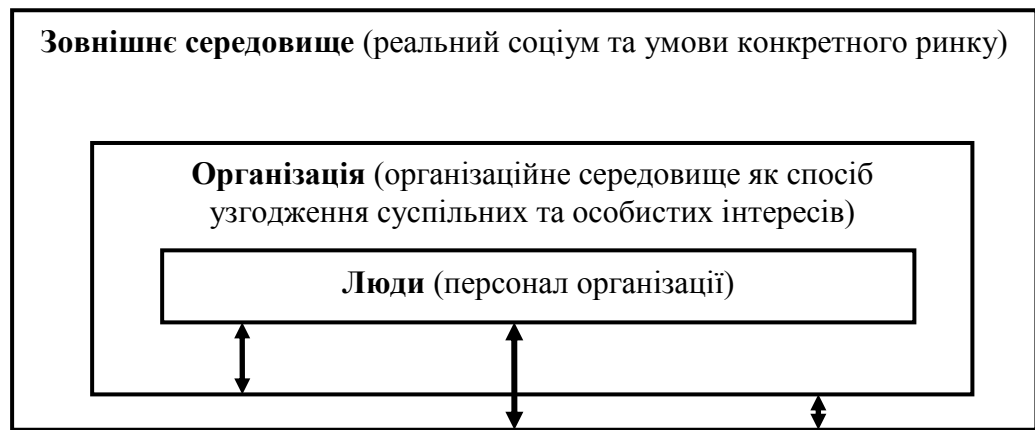 Зовнішнє середовище (реальний соціум та умови конкретного ринку)
Організація (організаційне середовище як спосіб
узгодження суспільних та особистих інтересів)
Люди (персонал організації)